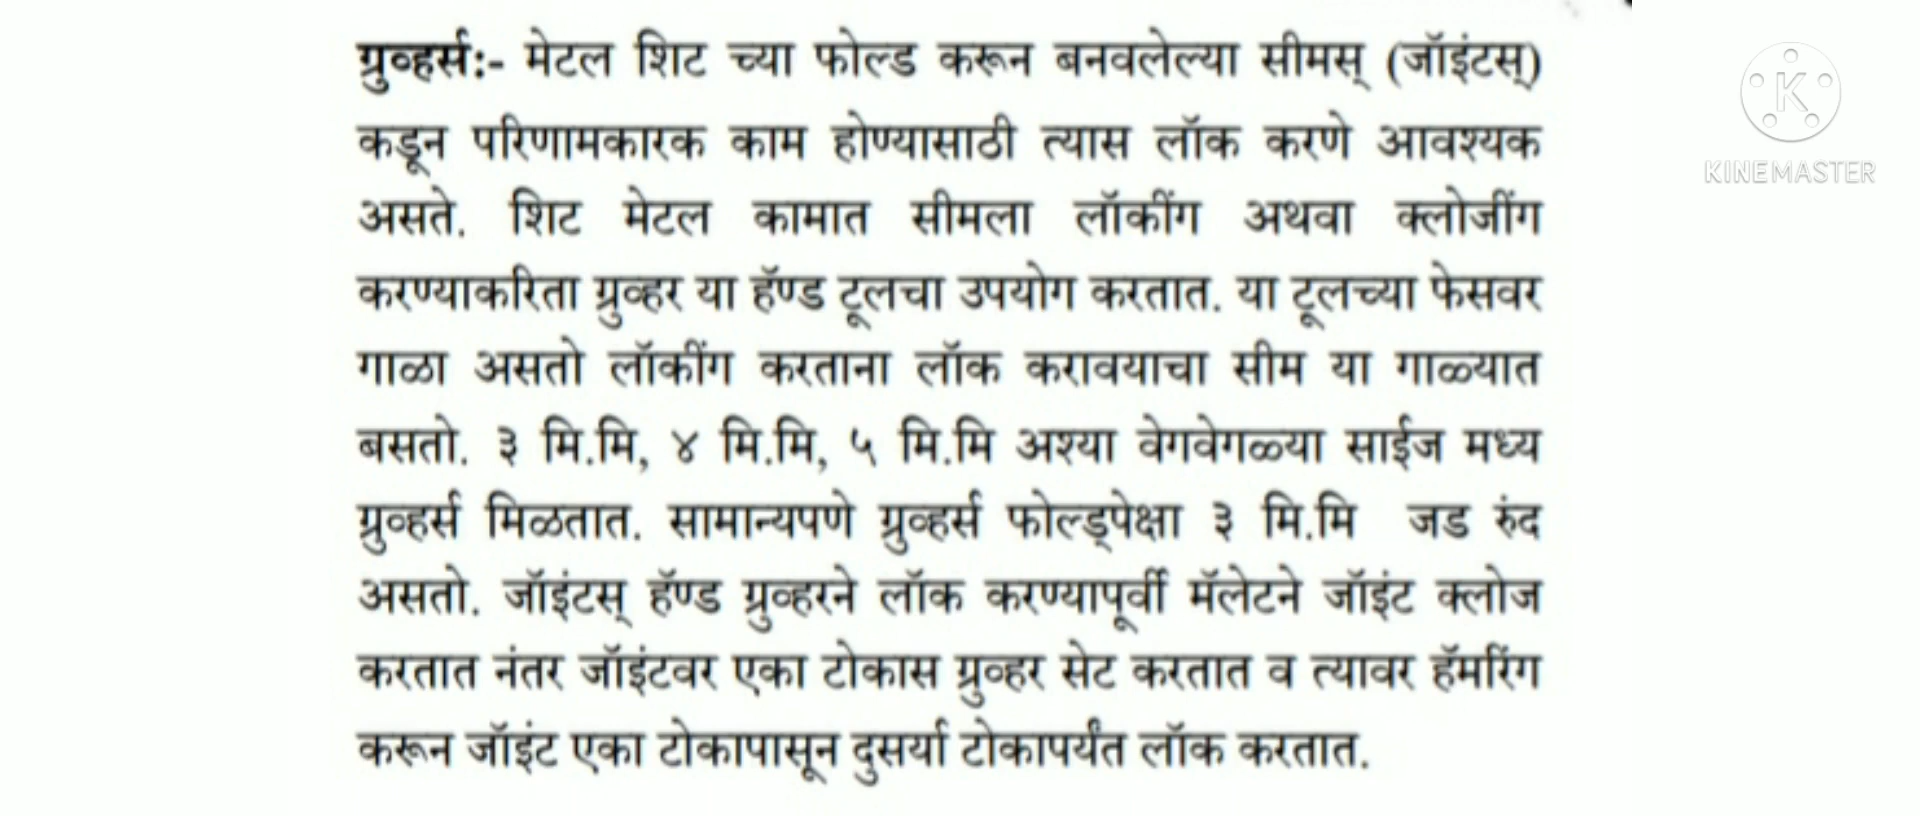 ग्रुव्हर्स:- मेटल शिट च्या फोल्ड करून बनवलेल्या सीमस् (जॉइंटस्)
कडून परिणामकारक काम होण्यासाठी त्यास लॉक करणे आवश्यक
असते. शिट मेटल कामात सीमला लॉकींग अथवा क्लोजींग
करण्याकरिता ग्रुव्हर या हॅण्ड टूलचा उपयोग करतात. या टूलच्या फेसवर
गाळा असतो लॉकींग करताना लॉक करावयाचा सीम या गाळ्यात
बसतो. ३ मि.मि, ४ मि.मि, ५ मि.मि अश्या वेगवेगळ्या साईज मध्य
ग्रुव्हर्स मिळतात. सामान्यपणे ग्रुव्हर्स फोल्ड्पेक्षा ३ मि.मि जड रुंद
असतो. जॉइंटस् हॅण्ड ग्रुव्हरने लॉक करण्यापूर्वी मॅलेटने जॉइंट क्लोज
करतात नंतर जॉइंटवर एका टोकास ग्रुव्हर सेट करतात व त्यावर हॅमरिंग
करून जॉइंट एका टोकापासून दुसर्या टोकापर्यंत लॉक करतात.
K
KINEMASTER